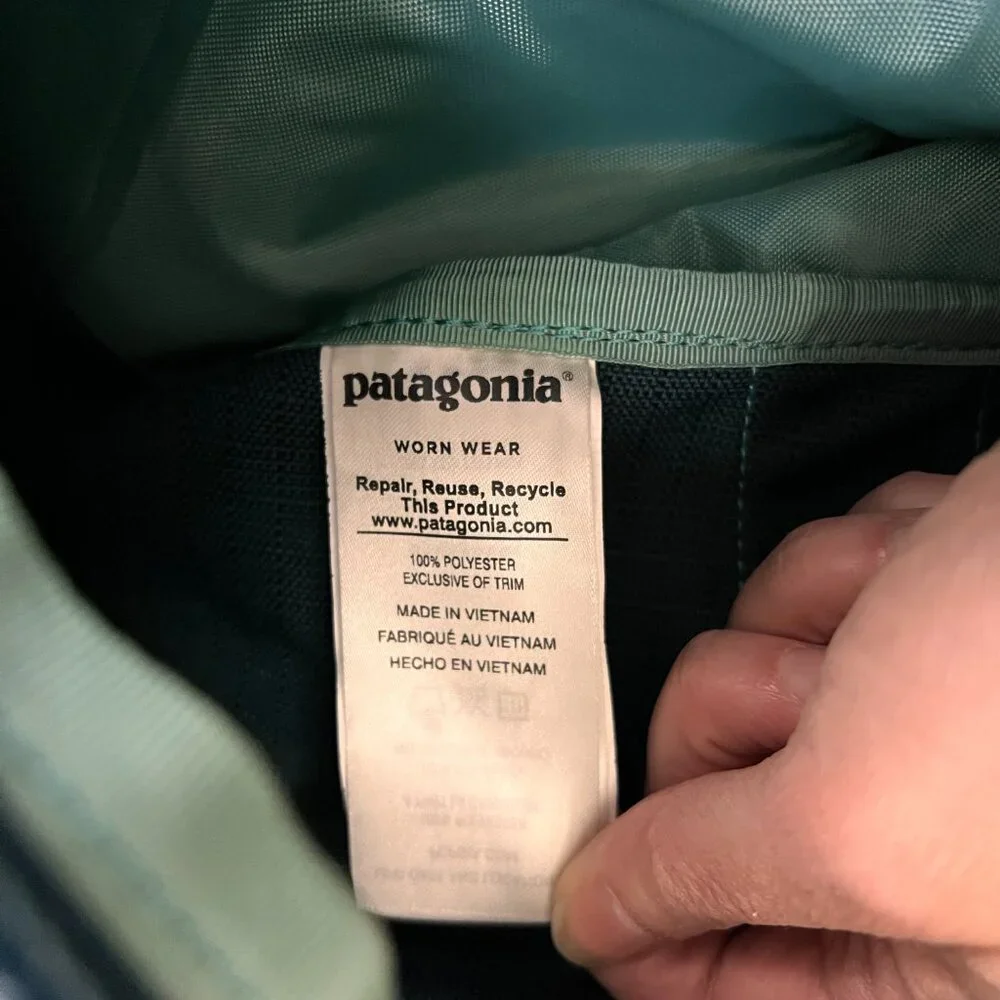 patagonia®
WORN WEAR
Repair, Reuse, Recycle
This Product
www.patagonia.com
100% POLYESTER
EXCLUSIVE OF TRIM
MADE IN VIETNAM
FABRIQUÉ AU VIETNAM
HECHO EN VIETNAM